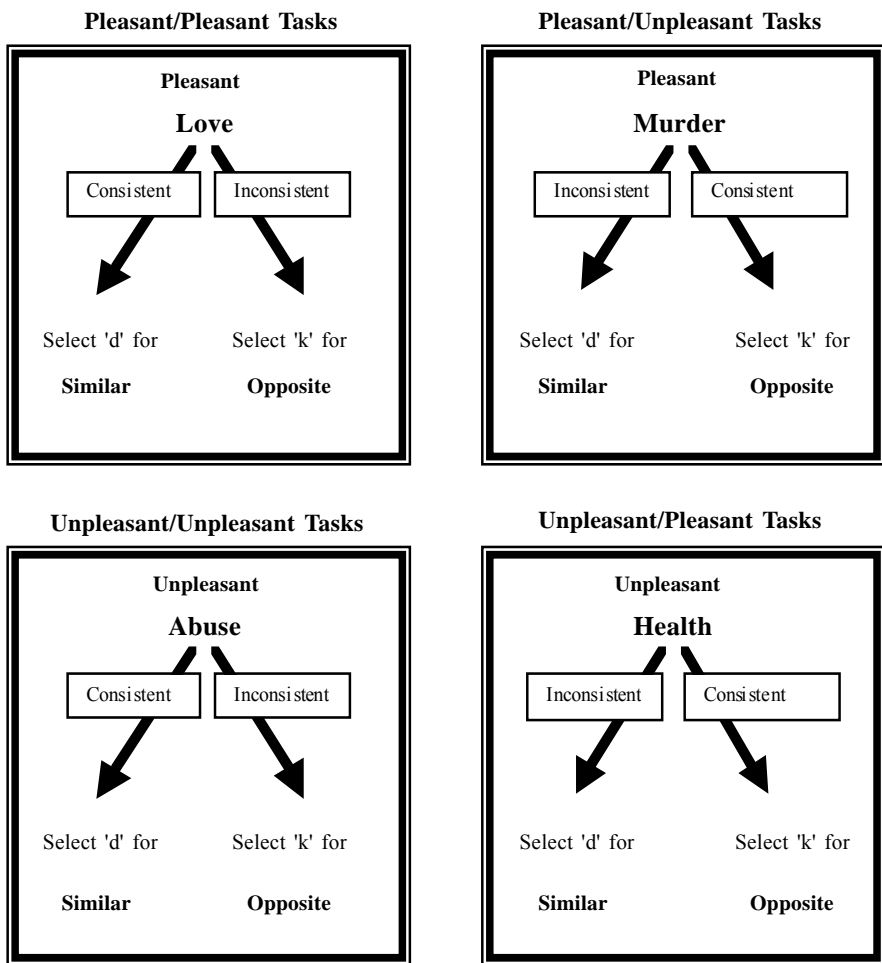 Pleasant/Pleasant Tasks
Pleasant
Love
Consistent
Inconsistent
Select 'd' for
Select 'k' for
Similar
Opposite
Pleasant/Unpleasant Tasks
Pleasant
Murder
Inconsistent
Consistent
Select 'd' for
Select 'k' for
Similar
Opposite
Unpleasant/Unpleasant Tasks
Unpleasant
Abuse
Consistent
Inconsistent
Select 'd' for
Select 'k' for
Similar
Opposite
Unpleasant/Pleasant Tasks
Unpleasant
Health
Inconsistent
Consistent
Select 'd' for
Select 'k' for
Similar
Opposite